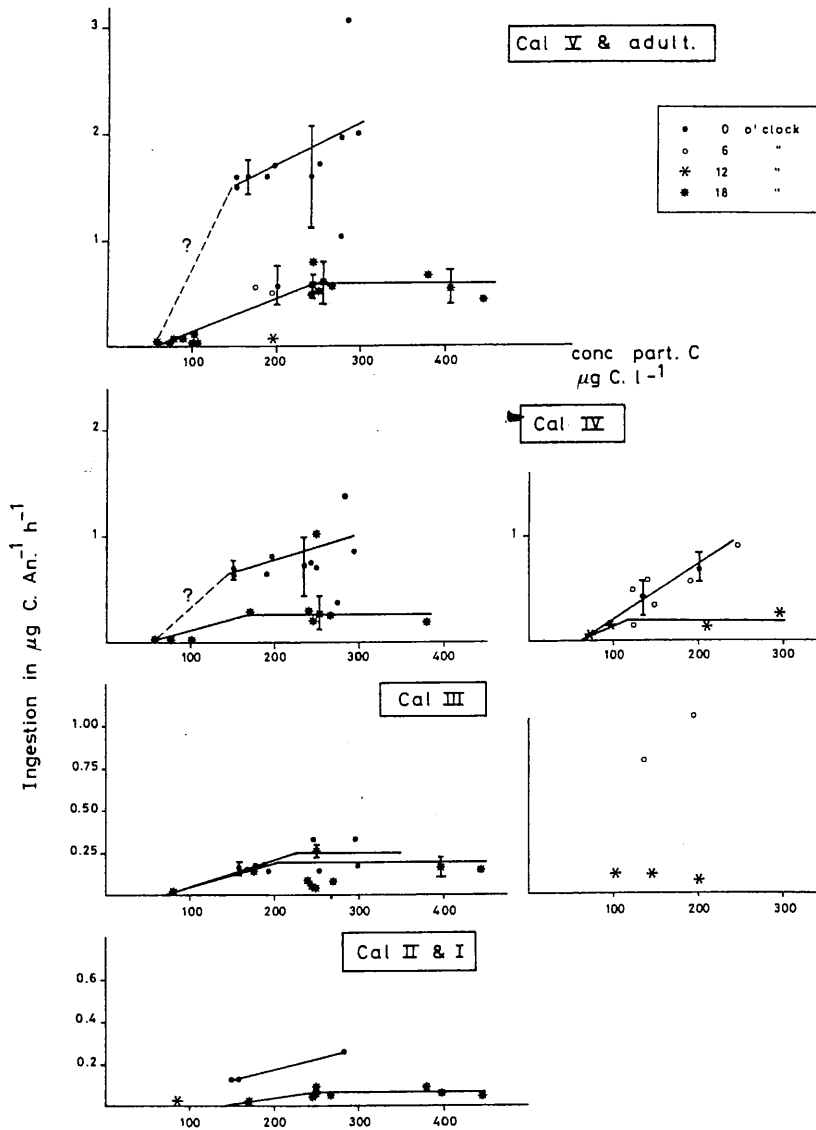 3
Cal V & adult.
• 0 o'clock
○ 6 "
* 12 "
✱ 18 "
2
1
?
100 200 300 400
conc part. C
µg C. l⁻¹
Cal IV
2
1
?
100 200 300 400
1
100 200 300
Ingestion in µg C. An.⁻¹ h⁻¹
Cal III
1.00
0.75
0.50
0.25
100 200 300 400
100 200 300
Cal II & I
0.6
0.4
0.2
100 200 300 400